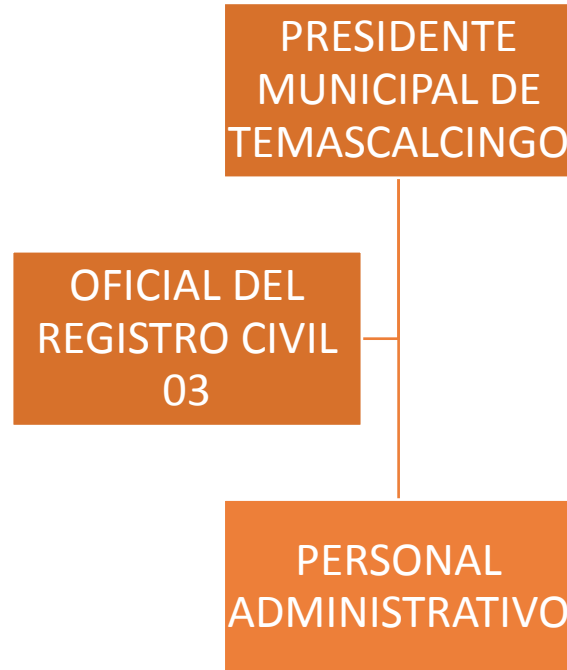 PRESIDENTE
MUNICIPAL DE
TEMASCALCINGO
OFICIAL DEL
REGISTRO CIVIL
03
PERSONAL
ADMINISTRATIVO